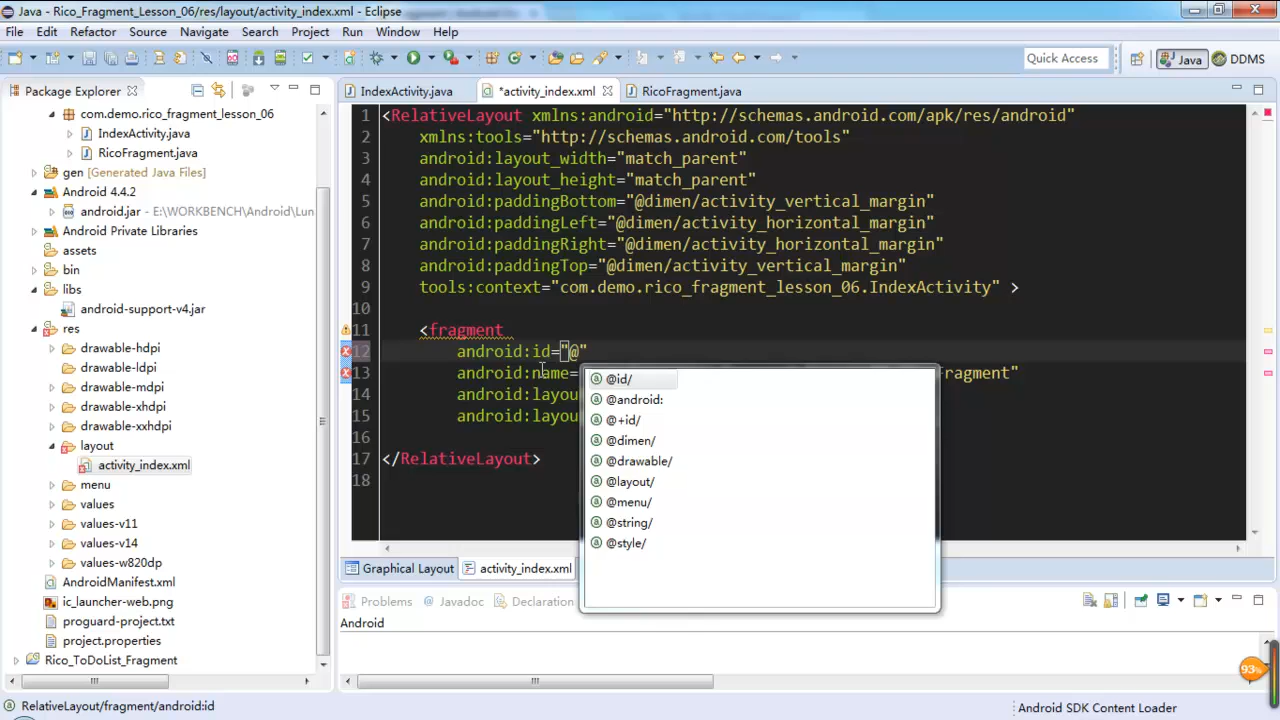 Java - Rico_Fragment_Lesson_06/res/layout/activity_index.xml - Eclipse
File Edit Refactor Source Navigate Search Project Run Window Help
Quick Access Java DDMS
Package Explorer
com.demo.rico_fragment_lesson_06
IndexActivity.java
RicoFragment.java
gen [Generated Java Files]
Android 4.4.2
android.jar - E:\WORKBENCH\Android\Lun
Android Private Libraries
assets
bin
libs
android-support-v4.jar
res
drawable-hdpi
drawable-ldpi
drawable-mdpi
drawable-xhdpi
drawable-xxhdpi
layout
activity_index.xml
menu
values
values-v11
values-v14
values-w820dp
AndroidManifest.xml
ic_launcher-web.png
proguard-project.txt
project.properties
Rico_ToDoList_Fragment
IndexActivity.java *activity_index.xml RicoFragment.java
1 <RelativeLayout xmlns:android="http://schemas.android.com/apk/res/android"
2 xmlns:tools="http://schemas.android.com/tools"
3 android:layout_width="match_parent"
4 android:layout_height="match_parent"
5 android:paddingBottom="@dimen/activity_vertical_margin"
6 android:paddingLeft="@dimen/activity_horizontal_margin"
7 android:paddingRight="@dimen/activity_horizontal_margin"
8 android:paddingTop="@dimen/activity_vertical_margin"
9 tools:context="com.demo.rico_fragment_lesson_06.IndexActivity" >
10
11 <fragment
12 android:id="@"
13 android:name= ragment"
14 android:layou
15 android:layou
16
17 </RelativeLayout>
18
@id/
@android:
@+id/
@dimen/
@drawable/
@layout/
@menu/
@string/
@style/
Graphical Layout activity_index.xml
Problems Javadoc Declaration
Android
93%
RelativeLayout/fragment/android:id Android SDK Content Loader